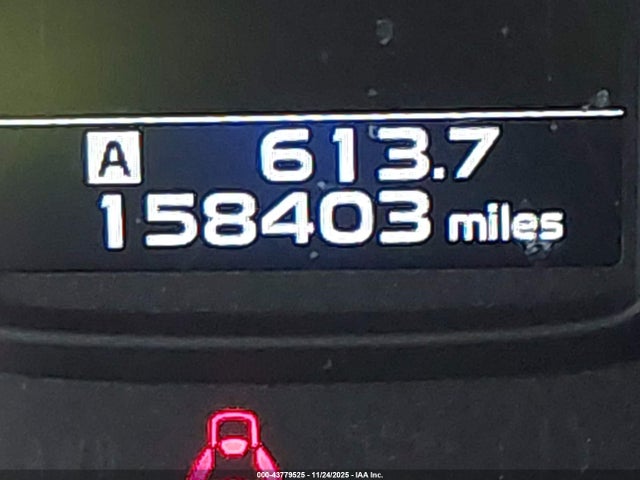 A 613.7
158403 miles
000-43779525 - 11/24/2025 - IAA Inc.